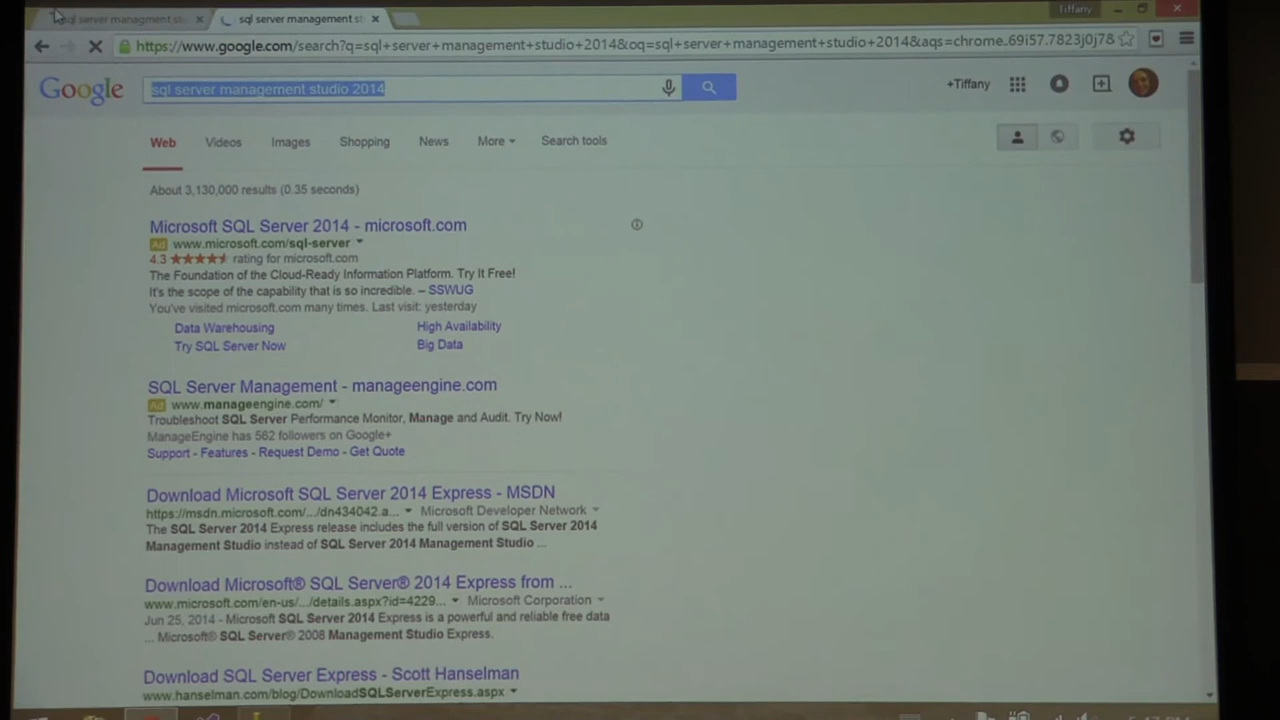 sql server managment stu
sql server management st
Tiffany
https://www.google.com/search?q=sql+server+management+studio+2014&oq=sql+server+management+studio+2014&aqs=chrome..69i57.7823j0j7&
Google
sql server management studio 2014
+Tiffany
Web Videos Images Shopping News More Search tools
About 3,130,000 results (0.35 seconds)
Microsoft SQL Server 2014 - microsoft.com
Ad www.microsoft.com/sql-server
4.3 ★★★★★ rating for microsoft.com
The Foundation of the Cloud-Ready Information Platform. Try It Free!
It's the scope of the capability that is so incredible. – SSWUG
You've visited microsoft.com many times. Last visit: yesterday
Data Warehousing High Availability
Try SQL Server Now Big Data
SQL Server Management - manageengine.com
Ad www.manageengine.com/
Troubleshoot SQL Server Performance Monitor, Manage and Audit. Try Now!
ManageEngine has 562 followers on Google+
Support - Features - Request Demo - Get Quote
Download Microsoft SQL Server 2014 Express - MSDN
https://msdn.microsoft.com/.../dn434042.a... Microsoft Developer Network
The SQL Server 2014 Express release includes the full version of SQL Server 2014
Management Studio instead of SQL Server 2014 Management Studio ...
Download Microsoft® SQL Server® 2014 Express from ...
www.microsoft.com/en-us/.../details.aspx?id=4229... Microsoft Corporation
Jun 25, 2014 - Microsoft SQL Server 2014 Express is a powerful and reliable free data
... Microsoft® SQL Server® 2008 Management Studio Express.
Download SQL Server Express - Scott Hanselman
www.hanselman.com/blog/DownloadSQLServerExpress.aspx